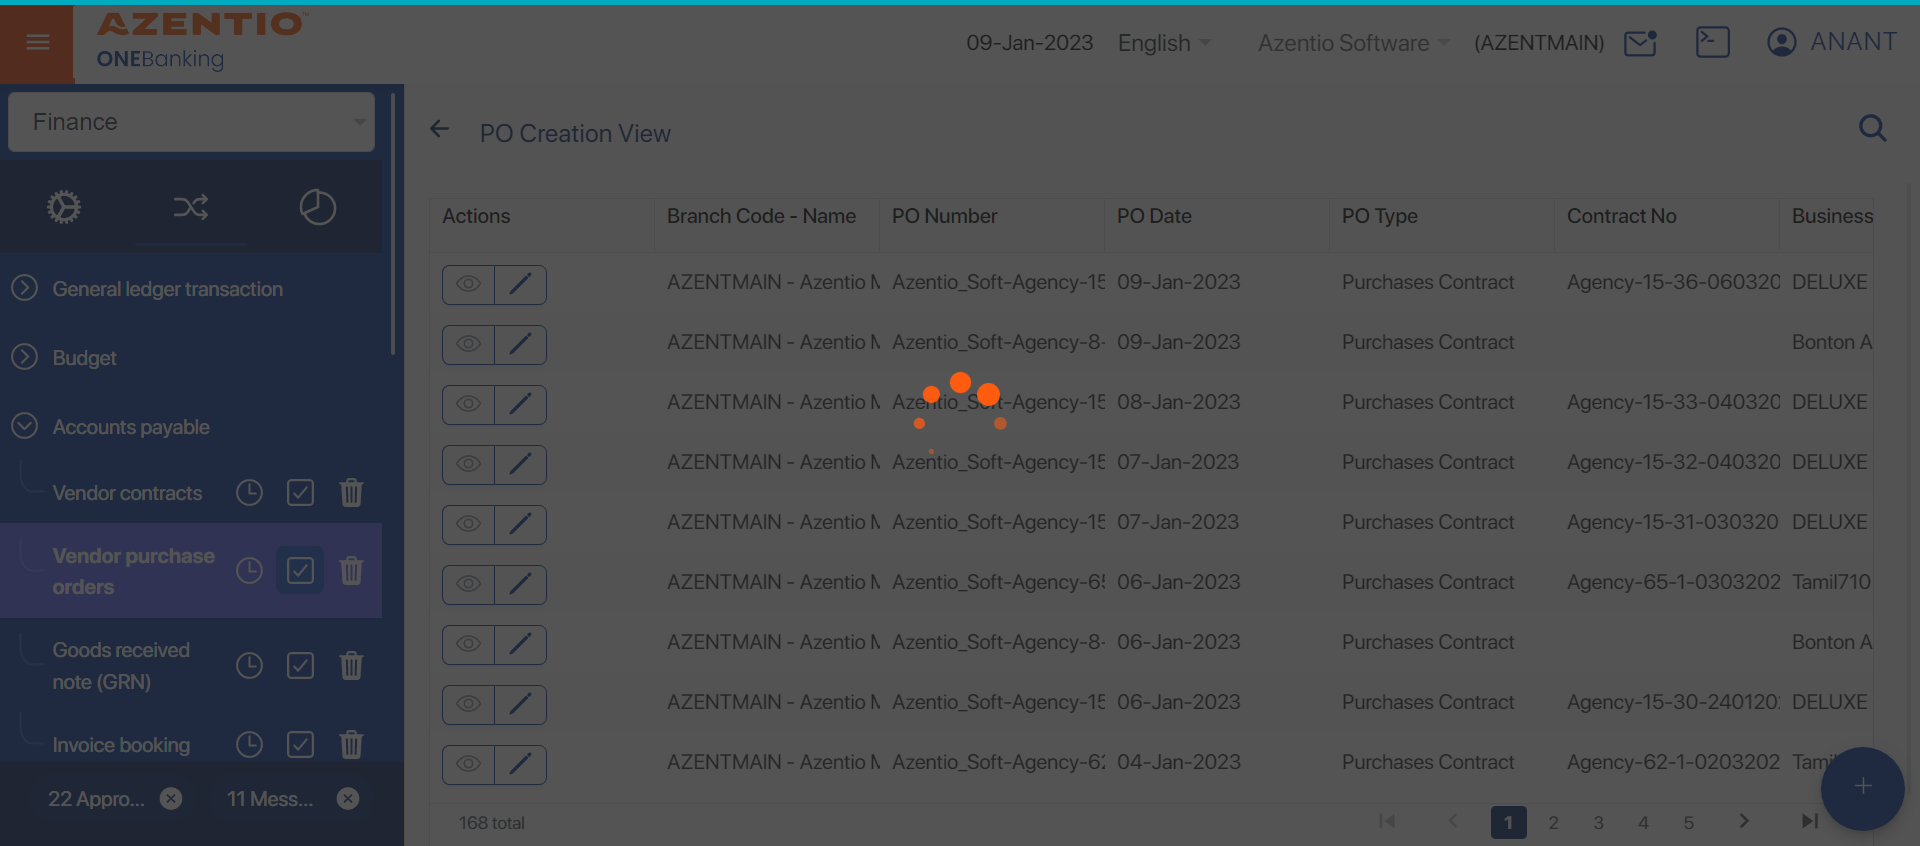 AZENTIO
ONEBanking
09-Jan-2023
English
Azentio Software
(AZENTMAIN)
ANANT
Finance
General ledger transaction
Budget
Accounts payable
Vendor contracts
Vendor purchase
orders
Goods received
note (GRN)
Invoice booking
22 Appro...
11 Mess...
PO Creation View
Actions Branch Code - Name PO Number PO Date PO Type Contract No Business
AZENTMAIN - Azentio Azentio_Soft-Agency-15 09-Jan-2023 Purchases Contract Agency-15-36-060320 DELUXE
AZENTMAIN - Azentio Azentio_Soft-Agency-8- 09-Jan-2023 Purchases Contract Bonton A
AZENTMAIN - Azentio Azentio_Soft-Agency-15 08-Jan-2023 Purchases Contract Agency-15-33-040320 DELUXE
AZENTMAIN - Azentio Azentio_Soft-Agency-15 07-Jan-2023 Purchases Contract Agency-15-32-040320 DELUXE
AZENTMAIN - Azentio Azentio_Soft-Agency-15 07-Jan-2023 Purchases Contract Agency-15-31-030320 DELUXE
AZENTMAIN - Azentio Azentio_Soft-Agency-65 06-Jan-2023 Purchases Contract Agency-65-1-0303202 Tamil710
AZENTMAIN - Azentio Azentio_Soft-Agency-8- 06-Jan-2023 Purchases Contract Bonton A
AZENTMAIN - Azentio Azentio_Soft-Agency-15 06-Jan-2023 Purchases Contract Agency-15-30-240120 DELUXE
AZENTMAIN - Azentio Azentio_Soft-Agency-62 04-Jan-2023 Purchases Contract Agency-62-1-0203202 Tami
168 total
1 2 3 4 5